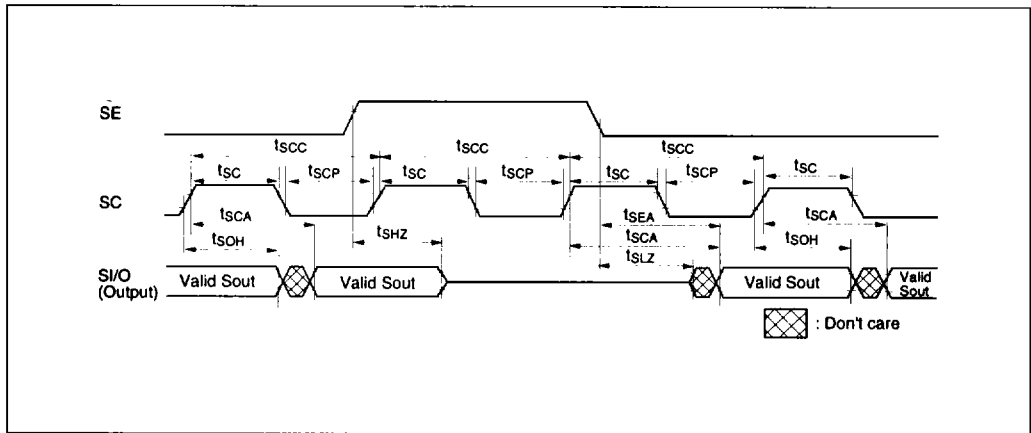 SE
tSCC tSCC tSCC
tSC tSCP tSC tSCP tSC tSCP tSC
SC
tSCA tSEA tSCA
tSHZ tSCA
tSOH tSOH
tSLZ
SI/O
(Output)
Valid Sout Valid Sout Valid Sout Valid
Sout
: Don't care